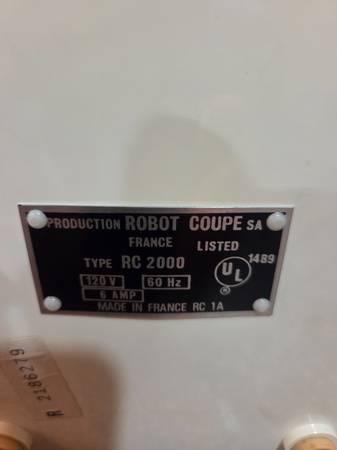 PRODUCTION ROBOT COUPE SA
FRANCE LISTED
TYPE RC 2000 1489
120 V 60 Hz UL
6 AMP ®
MADE IN FRANCE RC 1A
R 2186279